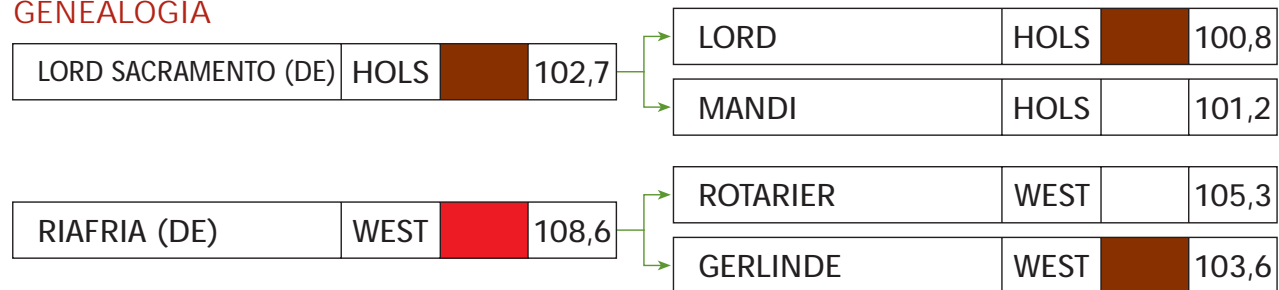 GENEALOGIA
LORD SACRAMENTO (DE) HOLS 102,7
LORD HOLS 100,8
MANDI HOLS 101,2
RIAFRIA (DE) WEST 108,6
ROTARIER WEST 105,3
GERLINDE WEST 103,6